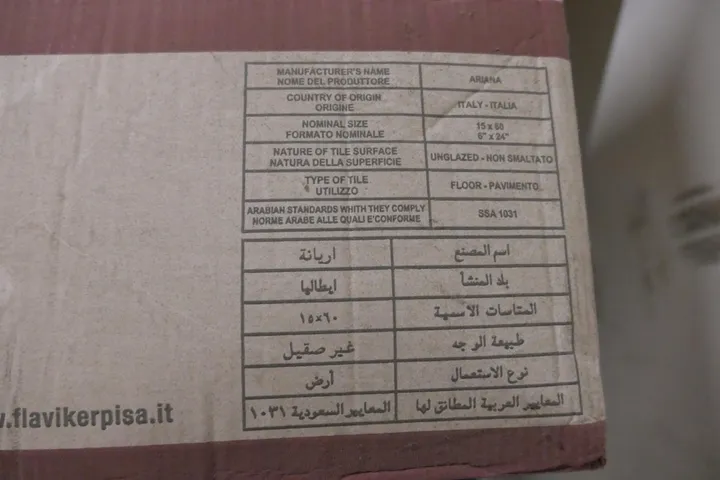 MANUFACTURER'S NAME
NOME DEL PRODUTTORE
ARIANA
COUNTRY OF ORIGIN
ORIGINE
ITALY - ITALIA
NOMINAL SIZE
FORMATO NOMINALE
15 x 60
6" x 24"
NATURE OF TILE SURFACE
NATURA DELLA SUPERFICIE
UNGLAZED - NON SMALTATO
TYPE OF TILE
UTILIZZO
FLOOR - PAVIMENTO
ARABIAN STANDARDS WHITH THEY COMPLY
NORME ARABE ALLE QUALI E'CONFORME
SSA 1031
اسم المصنع
اريانة
بلد المنشأ
ايطاليا
المتاسات الاسمية
١٥×٦٠
طبيعة الوجه
غير صقيل
نوع الاستعمال
أرض
المعايير العربية المطانق لها
المعايير السعودية ١٠٣١
.flavikerpisa.it